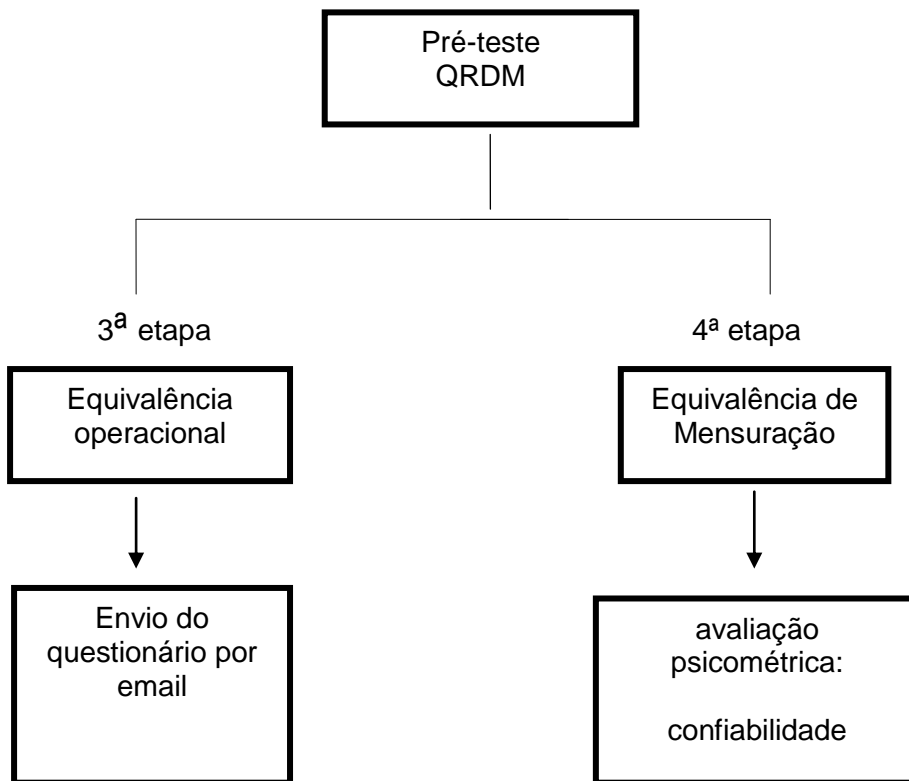 Pré-teste
QRDM
3ª etapa
4ª etapa
Equivalência
operacional
Equivalência de
Mensuração
Envio do
questionário por
email
avaliação
psicométrica:
confiabilidade